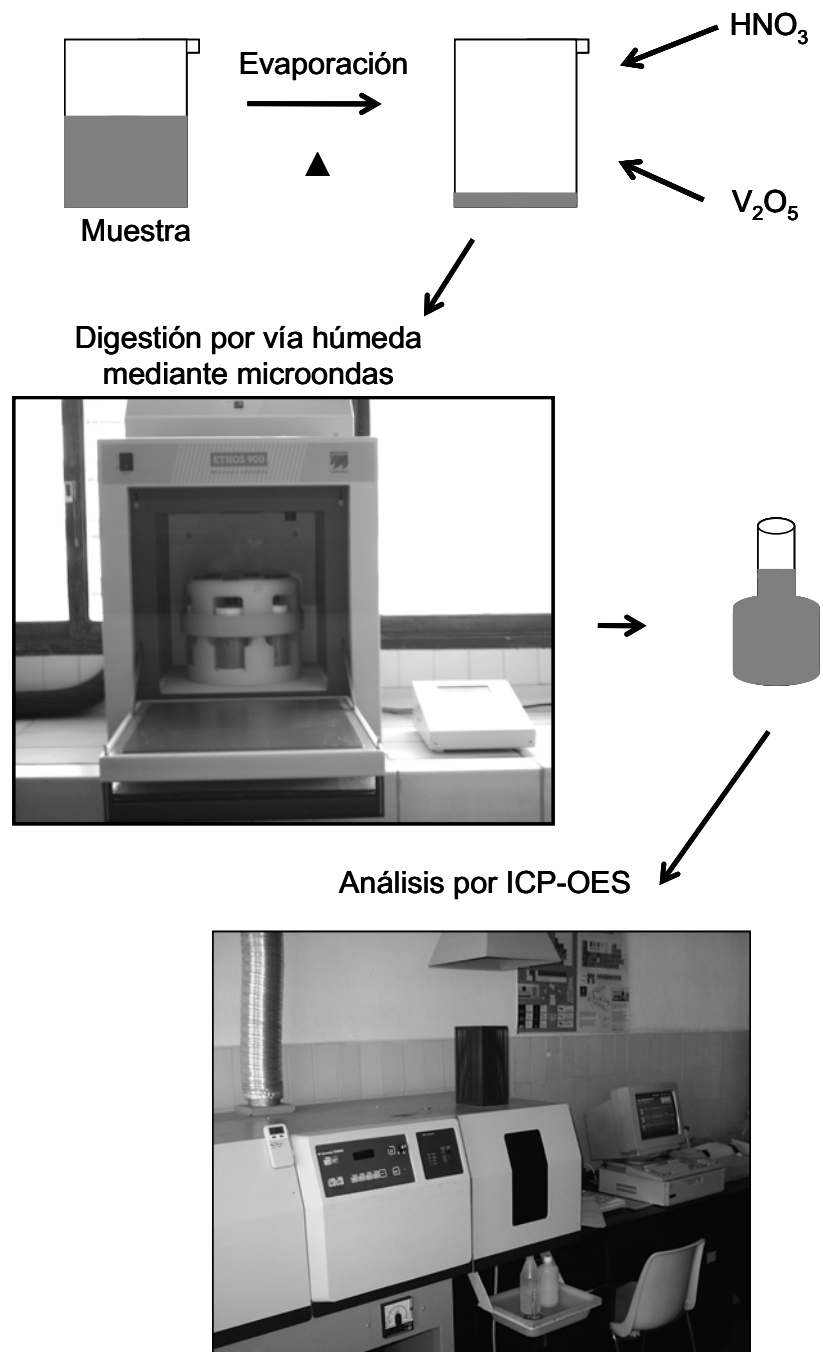 HNO₃
Evaporación
V₂O₅
Muestra
Digestión por vía húmeda
mediante microondas
ETHOS 900
Análisis por ICP-OES